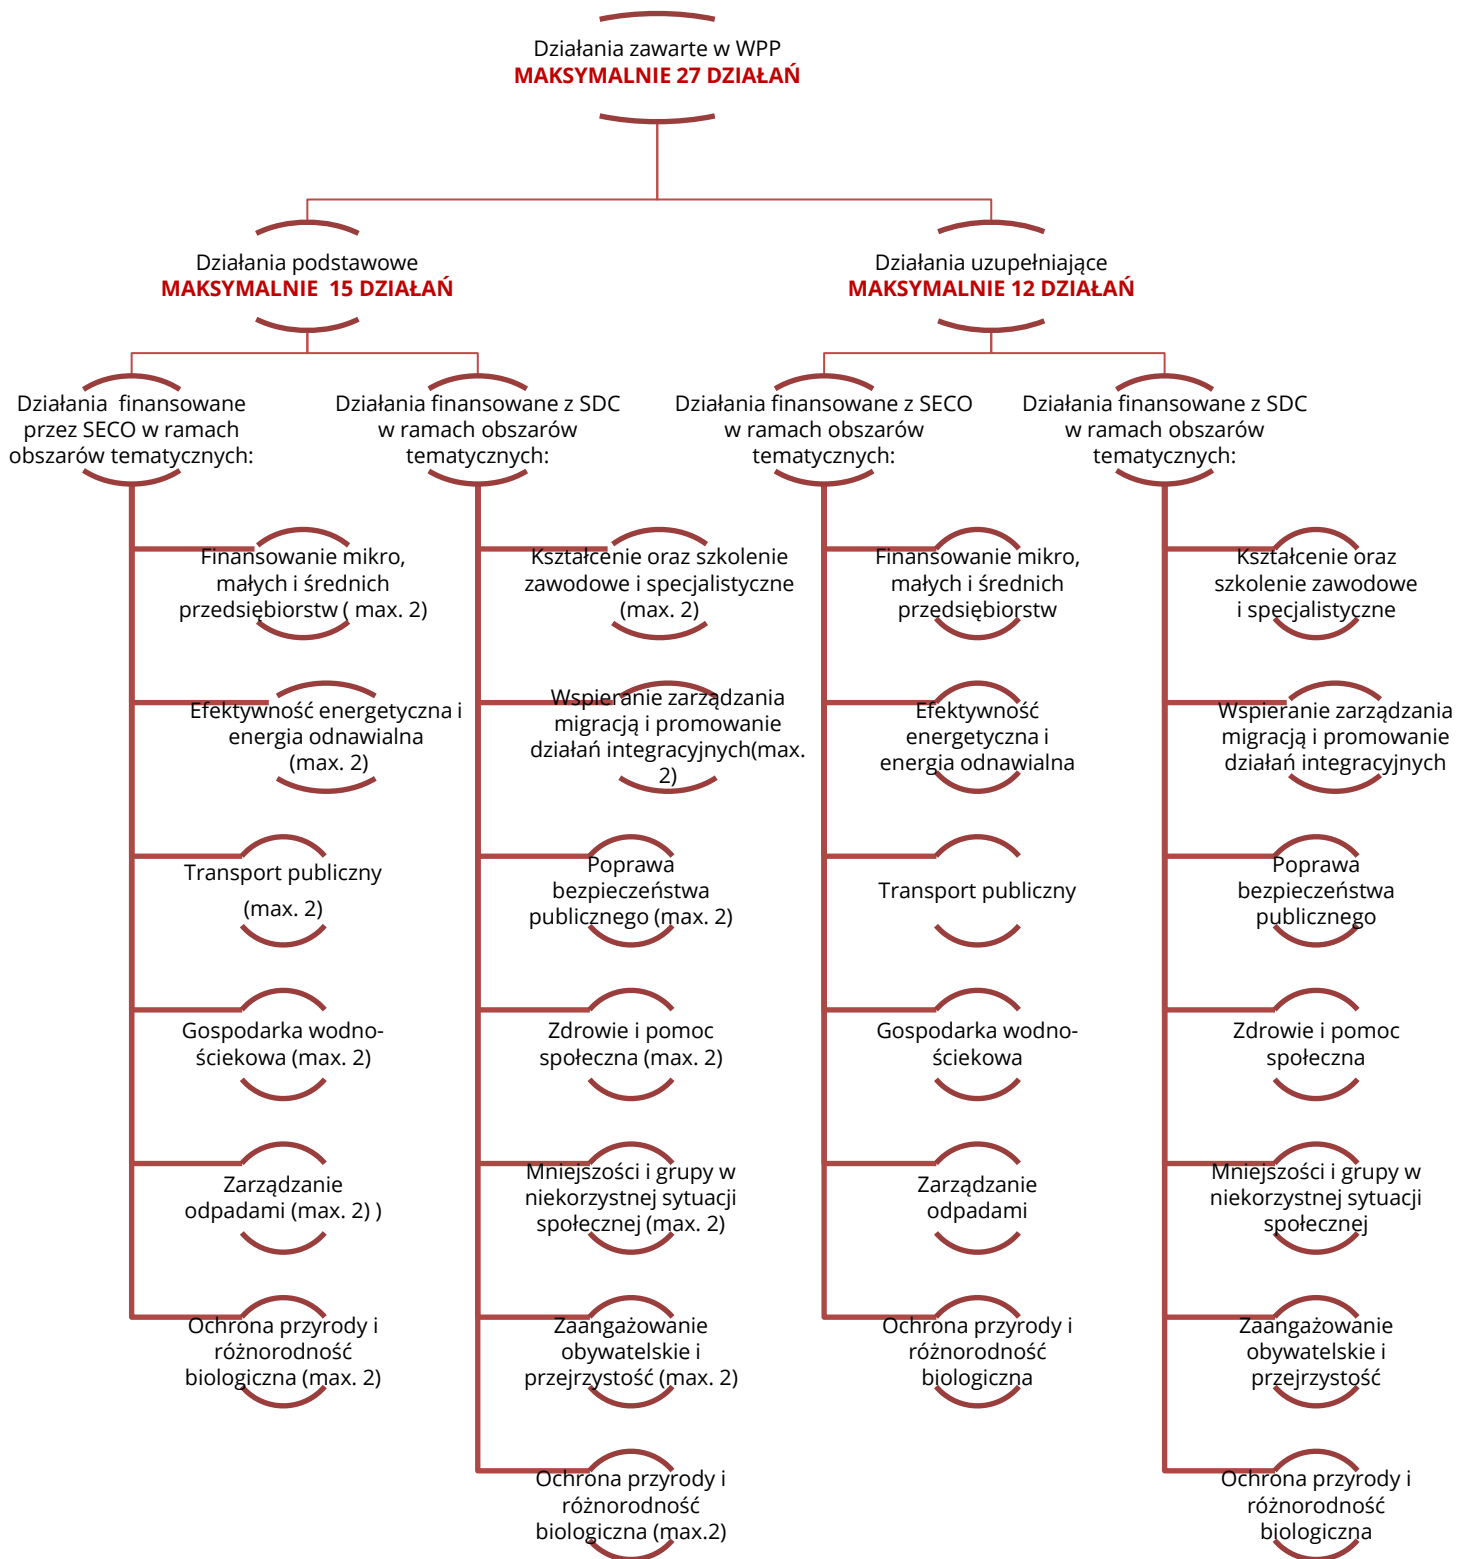 Działania zawarte w WPP
MAKSYMALNIE 27 DZIAŁAŃ
Działania podstawowe
MAKSYMALNIE 15 DZIAŁAŃ
Działania finansowane
przez SECO w ramach
obszarów tematycznych:
Finansowanie mikro,
małych i średnich
przedsiębiorstw ( max. 2)
Efektywność energetyczna i
energia odnawialna
(max. 2)
Transport publiczny
(max. 2)
Gospodarka wodno-
ściekowa (max. 2)
Zarządzanie
odpadami (max. 2) )
Ochrona przyrody i
różnorodność
biologiczna (max. 2)
Działania finansowane z SDC
w ramach obszarów
tematycznych:
Kształcenie oraz szkolenie
zawodowe i specjalistyczne
(max. 2)
Wspieranie zarządzania
migracją i promowanie
działań integracyjnych(max.
2)
Poprawa
bezpieczeństwa
publicznego (max. 2)
Zdrowie i pomoc
społeczna (max. 2)
Mniejszości i grupy w
niekorzystnej sytuacji
społecznej (max. 2)
Zaangażowanie
obywatelskie i
przejrzystość (max. 2)
Ochrona przyrody i
różnorodność
biologiczna (max.2)
Działania uzupełniające
MAKSYMALNIE 12 DZIAŁAŃ
Działania finansowane z SECO
w ramach obszarów
tematycznych:
Finansowanie mikro,
małych i średnich
przedsiębiorstw
Efektywność
energetyczna i
energia odnawialna
Transport publiczny
Gospodarka wodno-
ściekowa
Zarządzanie
odpadami
Ochrona przyrody i
różnorodność
biologiczna
Działania finansowane z SDC
w ramach obszarów
tematycznych:
Kształcenie oraz
szkolenie zawodowe
i specjalistyczne
Wspieranie zarządzania
migracją i promowanie
działań integracyjnych
Poprawa
bezpieczeństwa
publicznego
Zdrowie i pomoc
społeczna
Mniejszości i grupy w
niekorzystnej sytuacji
społecznej
Zaangażowanie
obywatelskie i
przejrzystość
Ochrona przyrody i
różnorodność
biologiczna